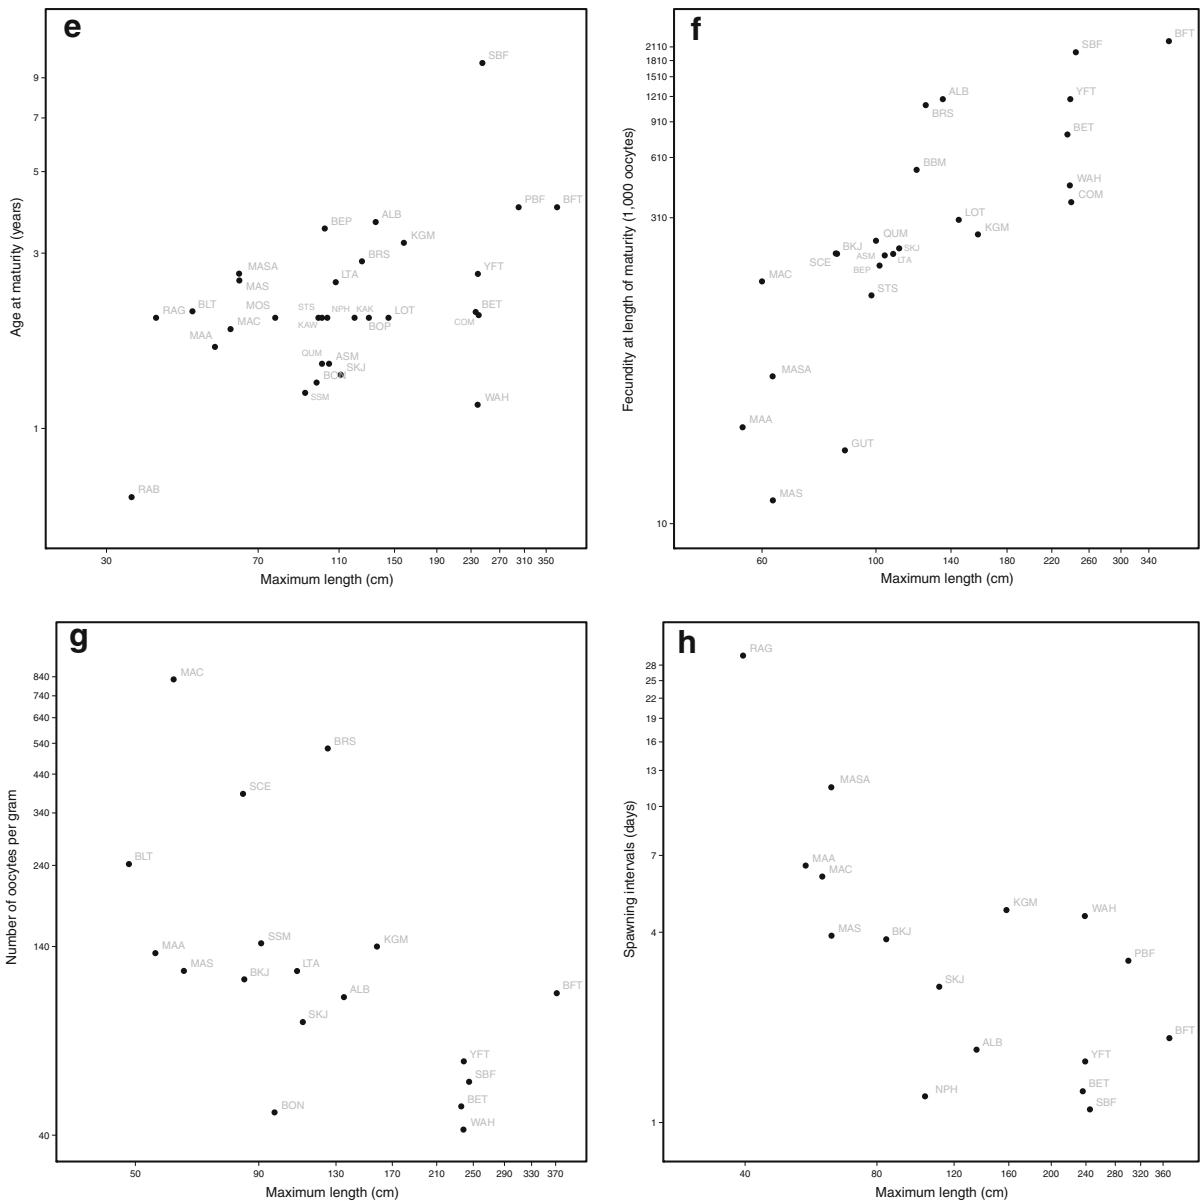 e
SBF
9
7
5
PBF
BFT
ALB
BEP
KGM
BRS
3
MASA
YFT
LTA
MAS
MOS
STS
NPH
KAK
LOT
BET
RAG
BLT
MAC
KAW
BOP
COM
MAA
QUM
ASM
SKJ
BON
SSM
WAH
1
RAB
Age at maturity (years)
30
70
110
150
190
230
310
350
Maximum length (cm)
f
BFT
SBF
2110
1810
1510
1210
910
610
310
10
ALB
YFT
BRS
BET
BBM
WAH
COM
LOT
KGM
QUM
BKJ
SKJ
SCE
ASM
LTA
BEP
MAC
STS
MASA
MAA
GUT
MAS
Fecundity at length of maturity (1,000 oocytes)
60
100
140
180
220
260
300
340
Maximum length (cm)
g
MAC
840
740
640
540
440
340
240
140
40
BRS
SCE
BLT
SSM
KGM
MAA
MAS
LTA
BKJ
BFT
ALB
SKJ
YFT
SBF
BET
BON
WAH
Number of oocytes per gram
50
90
130
170
210
250
290
330
370
Maximum length (cm)
h
RAG
28
25
22
19
16
13
10
7
4
1
MASA
MAA
MAC
KGM
WAH
MAS
BKJ
PBF
SKJ
BFT
ALB
YFT
NPH
BET
SBF
Spawning intervals (days)
40
80
120
160
200
240
280
320
360
Maximum length (cm)